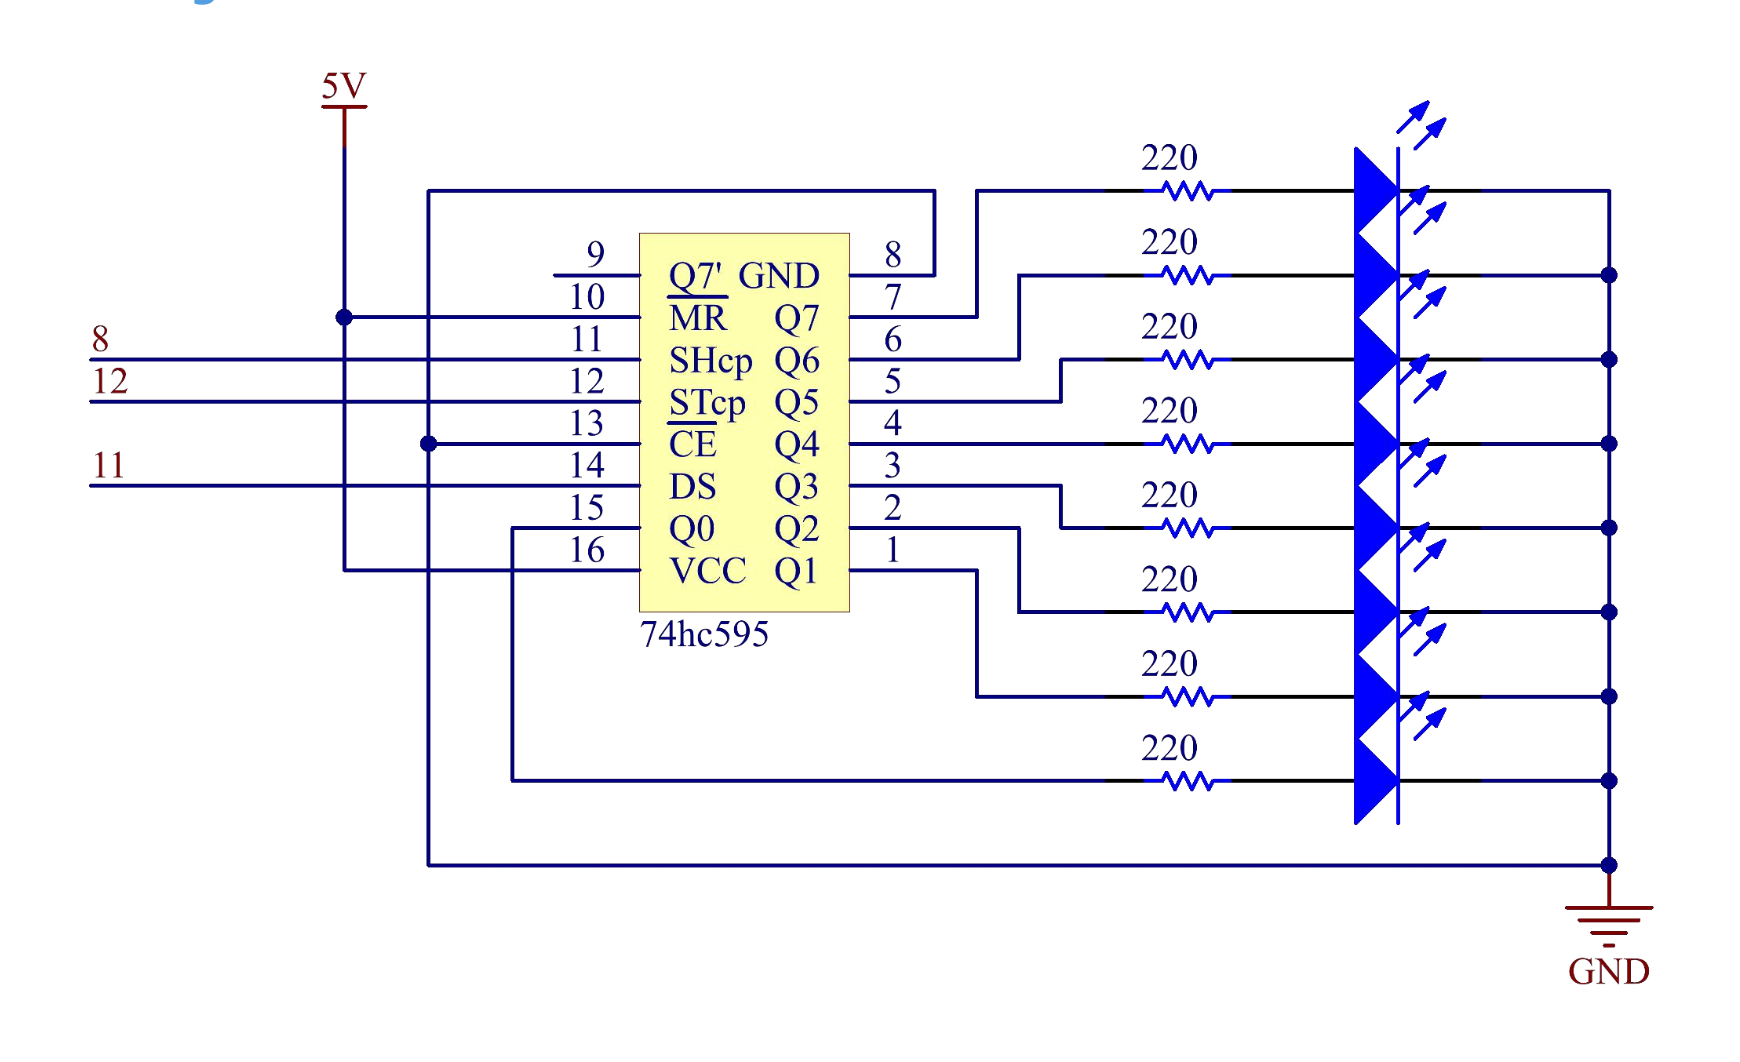 5V
220
220
9 Q7' GND 8
10 MR Q7 7
220
8 11 SHcp Q6 6
12 12 STcp Q5 5
220
13 CE Q4 4
11 14 DS Q3 3
220
15 Q0 Q2 2
16 VCC Q1 1
220
74hc595
220
220
GND